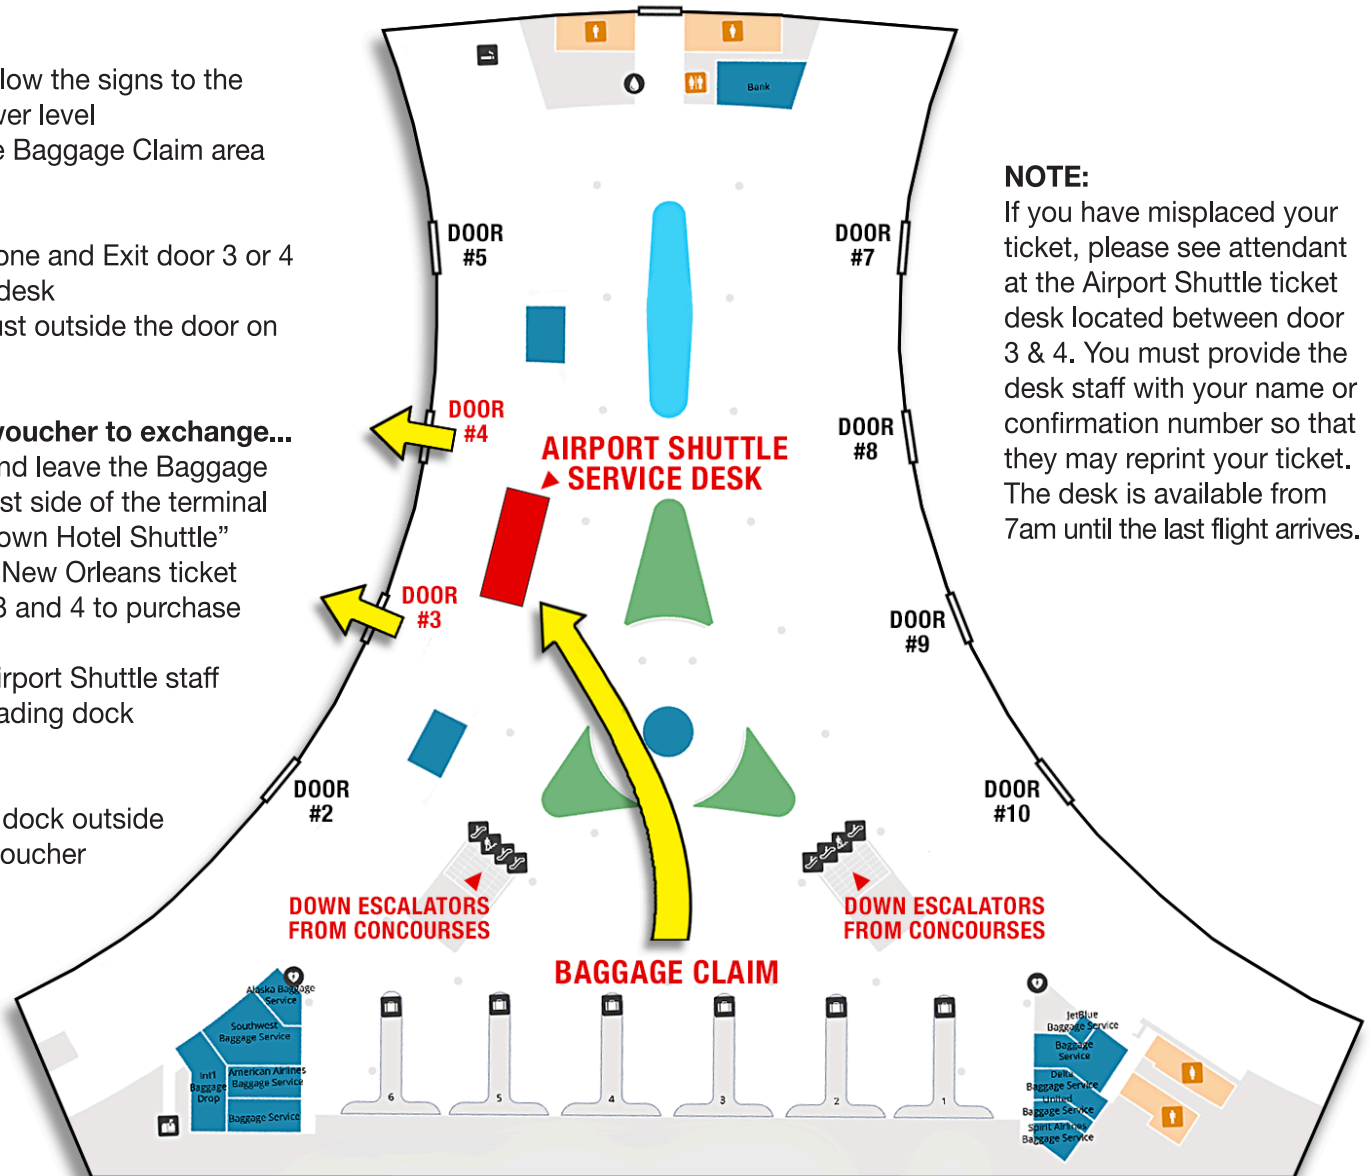 low the signs to the
ver level
e Baggage Claim area
one and Exit door 3 or 4
desk
ust outside the door on
voucher to exchange...
nd leave the Baggage
st side of the terminal
own Hotel Shuttle”
New Orleans ticket
3 and 4 to purchase
irport Shuttle staff
ading dock
dock outside
oucher
Bank
DOOR
#5
DOOR
#7
DOOR
#4
DOOR
#8
AIRPORT SHUTTLE
SERVICE DESK
DOOR
#3
DOOR
#9
DOOR
#2
DOOR
#10
DOWN ESCALATORS
FROM CONCOURSES
DOWN ESCALATORS
FROM CONCOURSES
BAGGAGE CLAIM
Alaska Baggage
Service
Southwest
Baggage Service
Int'l
Baggage
Drop
American Airlines
Baggage Service
Baggage Service
6
5
4
3
2
1
JetBlue
Baggage Service
Baggage
Service
Delta
Baggage Service
United
Baggage Service
Spirit Airlines
Baggage Service
NOTE:
If you have misplaced your
ticket, please see attendant
at the Airport Shuttle ticket
desk located between door
3 & 4. You must provide the
desk staff with your name or
confirmation number so that
they may reprint your ticket.
The desk is available from
7am until the last flight arrives.